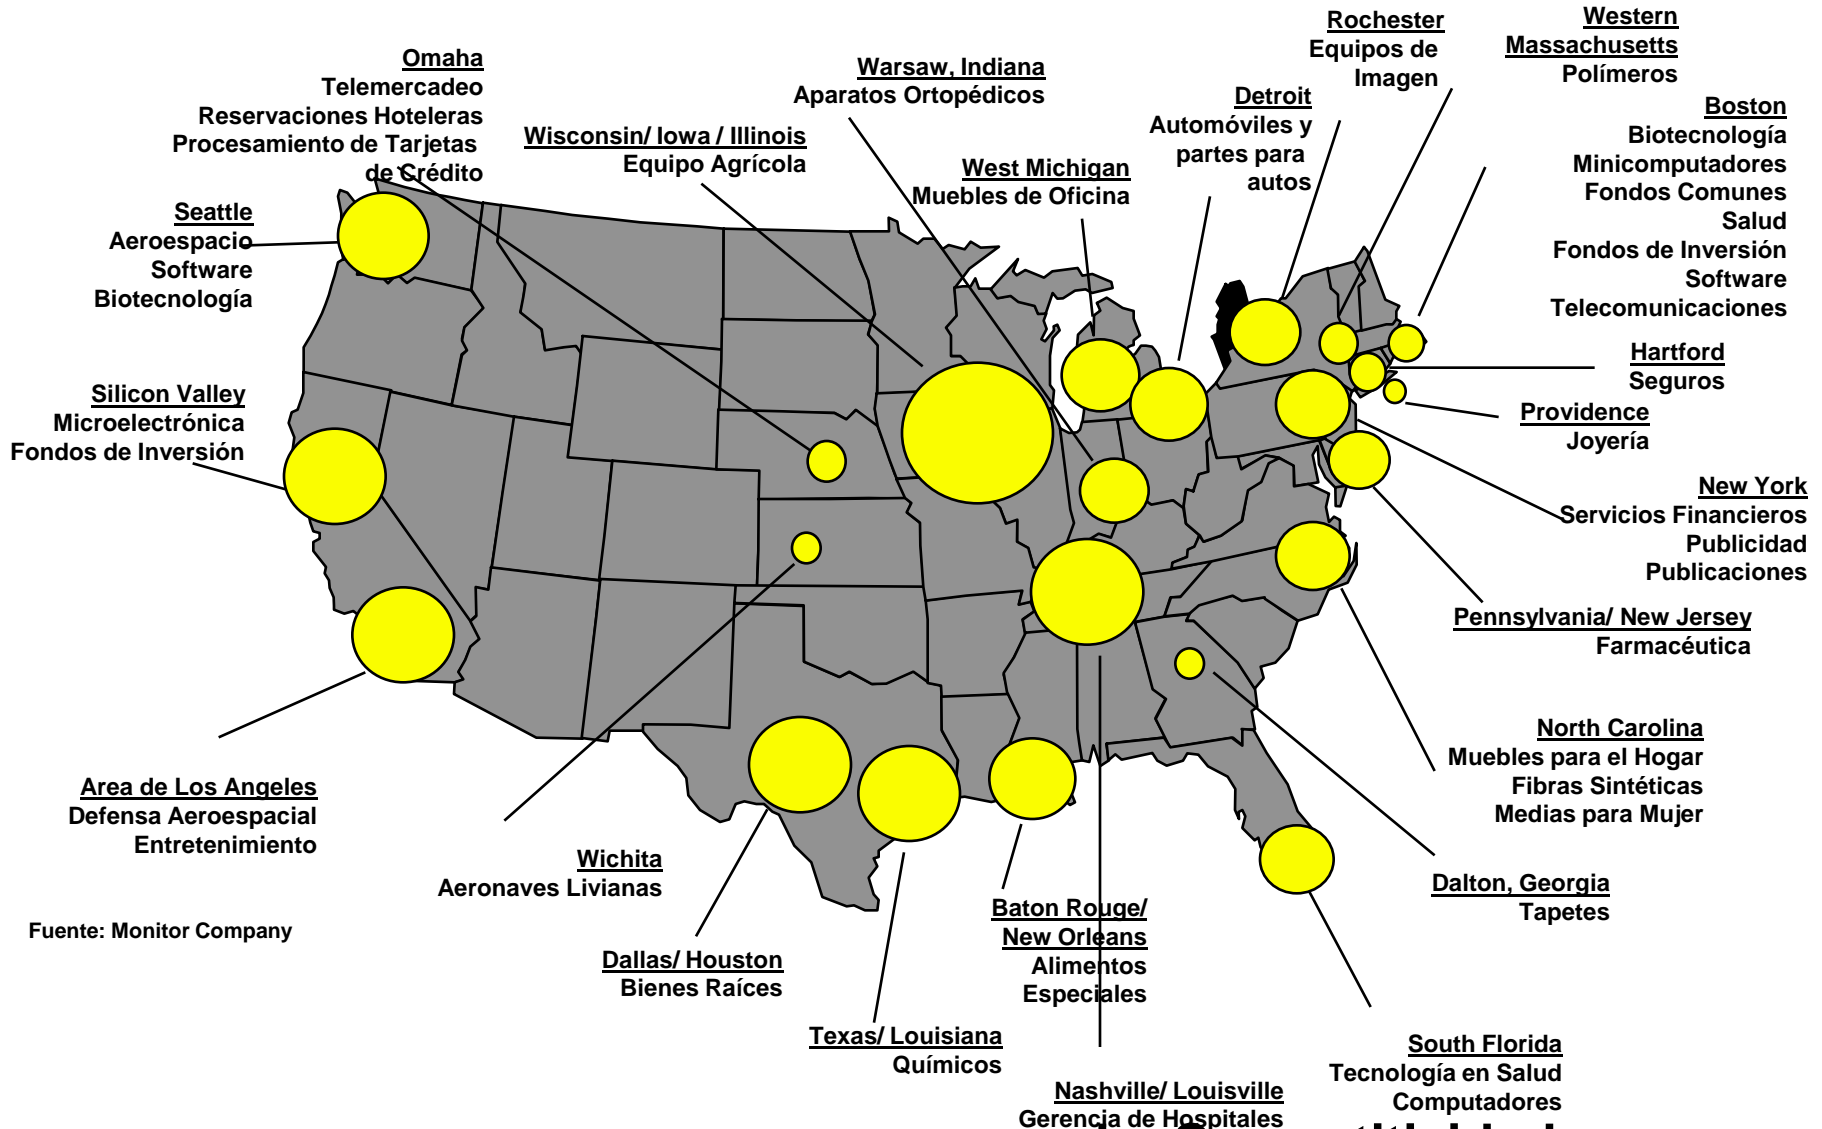 Omaha
Telemercadeo
Reservaciones Hoteleras
Procesamiento de Tarjetas
de Crédito
Wisconsin/ Iowa / Illinois
Equipo Agrícola
Warsaw, Indiana
Aparatos Ortopédicos
West Michigan
Muebles de Oficina
Detroit
Automóviles y
partes para
autos
Rochester
Equipos de
Imagen
Western
Massachusetts
Polímeros
Boston
Biotecnología
Minicomputadores
Fondos Comunes
Salud
Fondos de Inversión
Software
Telecomunicaciones
Seattle
Aeroespacio
Software
Biotecnología
Hartford
Seguros
Silicon Valley
Microelectrónica
Fondos de Inversión
Providence
Joyería
New York
Servicios Financieros
Publicidad
Publicaciones
Pennsylvania/ New Jersey
Farmacéutica
North Carolina
Muebles para el Hogar
Fibras Sintéticas
Medias para Mujer
Area de Los Angeles
Defensa Aeroespacial
Entretenimiento
Wichita
Aeronaves Livianas
Dalton, Georgia
Tapetes
Fuente: Monitor Company
Dallas/ Houston
Bienes Raíces
Baton Rouge/
New Orleans
Alimentos
Especiales
Texas/ Louisiana
Químicos
South Florida
Tecnología en Salud
Computadores
Nashville/ Louisville
Gerencia de Hospitales